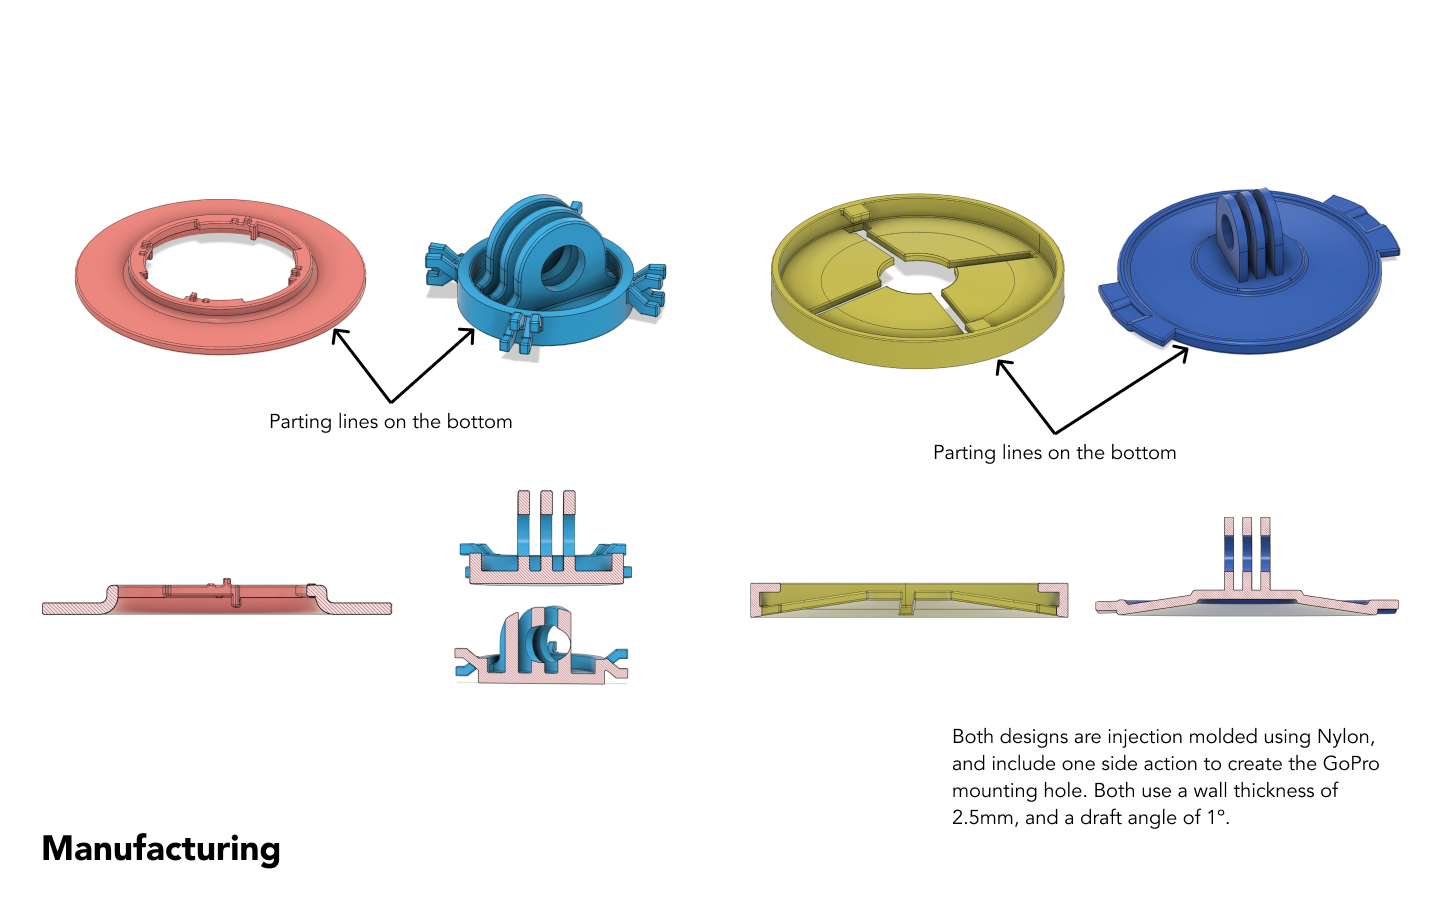 Parting lines on the bottom
Parting lines on the bottom
Both designs are injection molded using Nylon,
and include one side action to create the GoPro
mounting hole. Both use a wall thickness of
2.5mm, and a draft angle of 1°.
Manufacturing